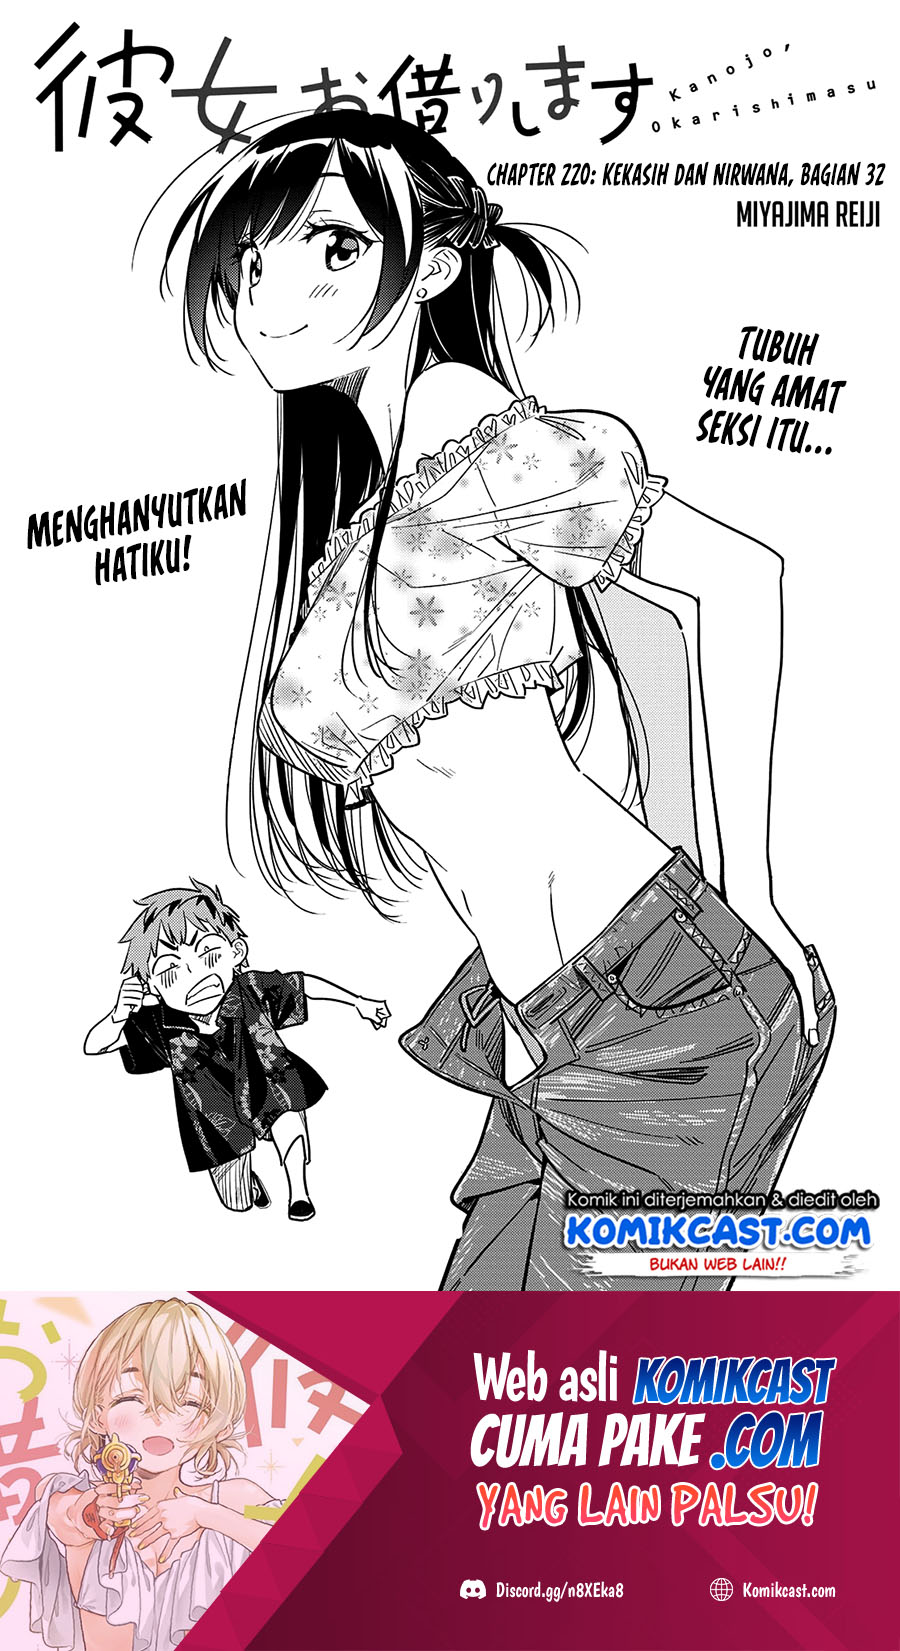 彼女お借りします
Kanojo,
Okarishimasu
CHAPTER 220: KEKASIH DAN NIRWANA, BAGIAN 32
MIYAJIMA REIJI
TUBUH
YANG AMAT
SEKSI ITU...
MENGHANYUTKAN
HATIKU!
Komik ini diterjemahkan & diedit oleh
KOMIKCAST.COM
BUKAN WEB LAIN!!
Web asli KOMIKCAST
CUMA PAKE .COM
YANG LAIN PALSU!
Discord.gg/n8XEka8
Komikcast.com